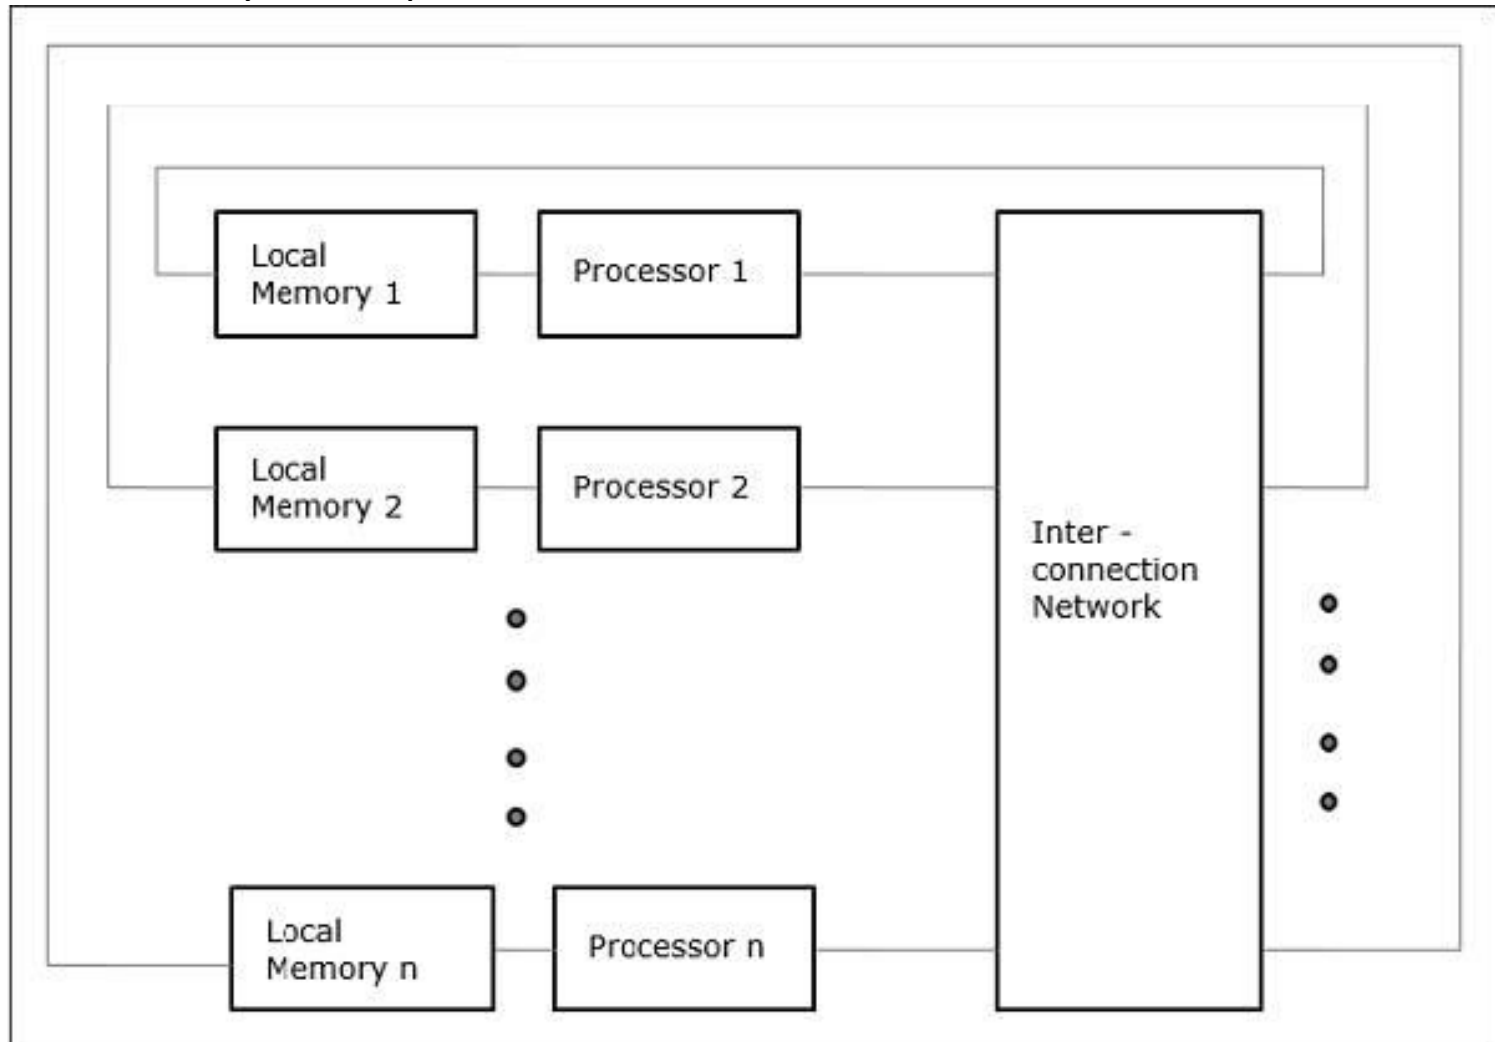 Local
Memory 1
Processor 1
Local
Memory 2
Processor 2
Inter -
connection
Network
Local
Memory n
Processor n